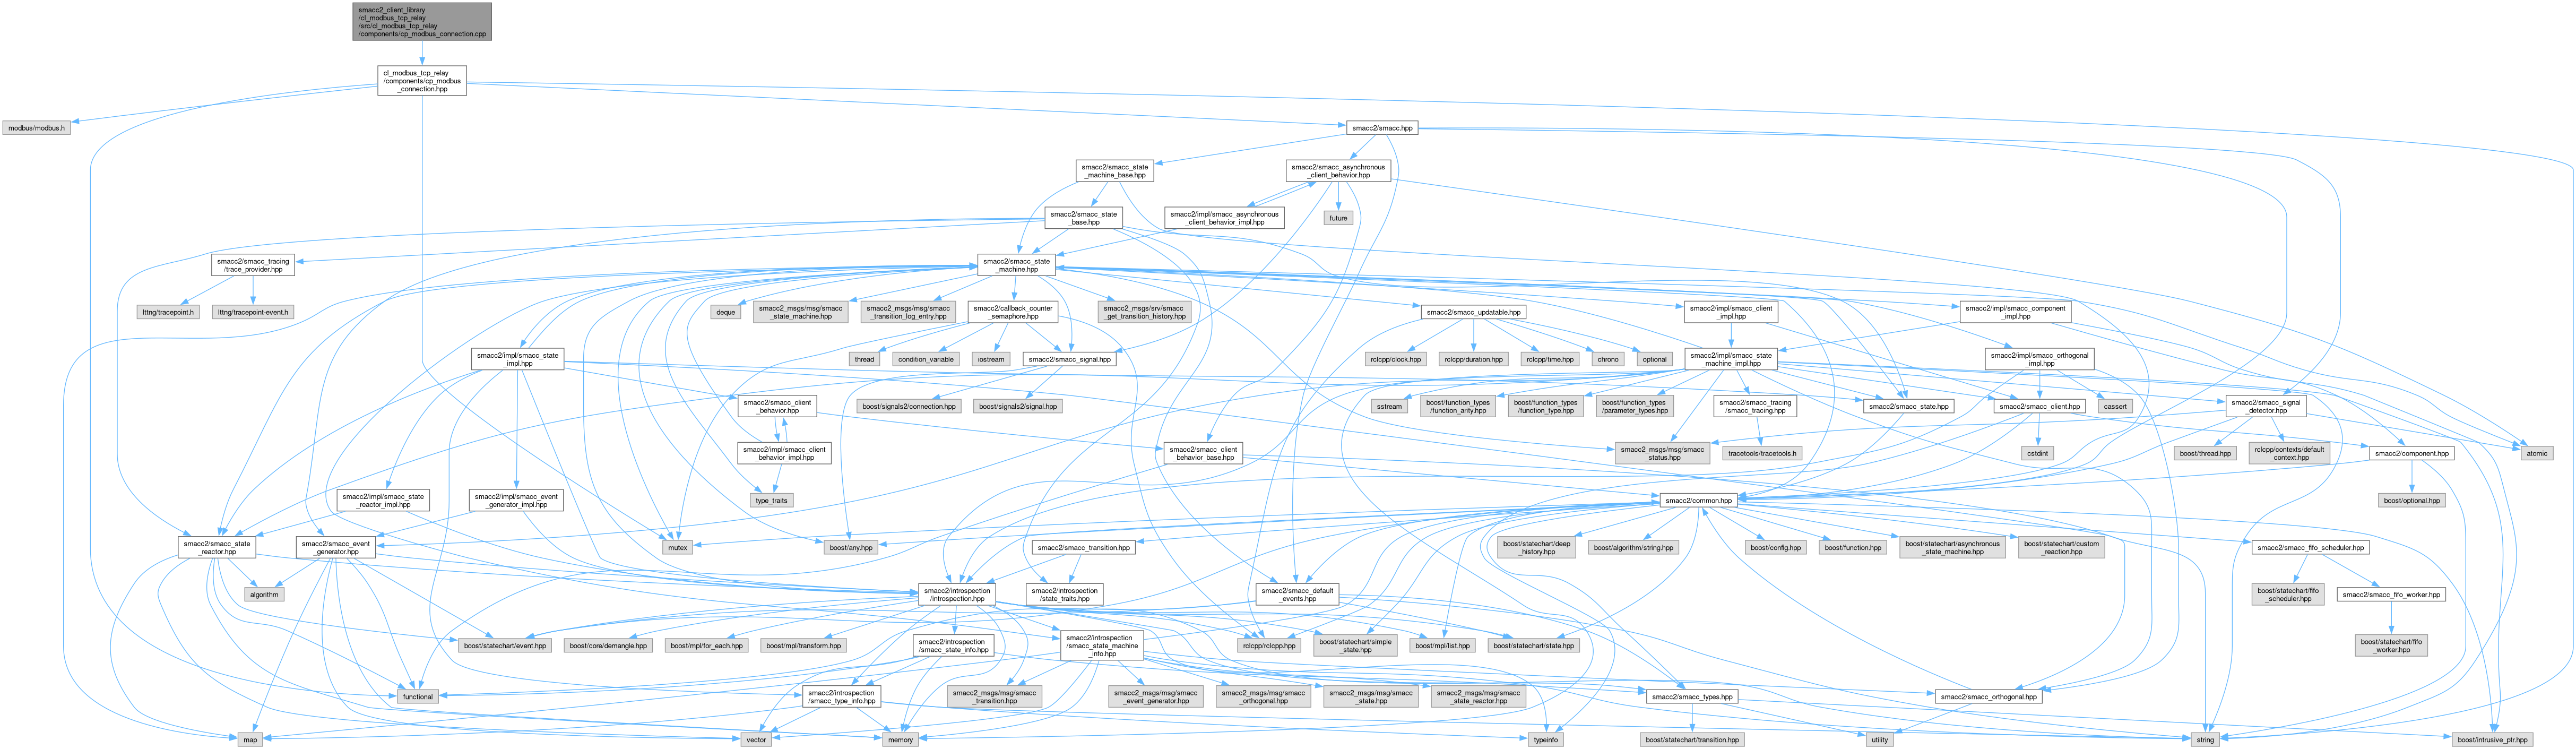 smacc2_client_library
/cl_modbus_tcp_relay
/src/cl_modbus_tcp_relay
/components/cp_modbus_connection.cpp
cl_modbus_tcp_relay
/components/cp_modbus
_connection.hpp
modbus/modbus.h
smacc2/smacc.hpp
smacc2/smacc_state
_machine_base.hpp
smacc2/smacc_asynchronous
_client_behavior.hpp
smacc2/smacc_state
_base.hpp
smacc2/impl/smacc_asynchronous
_client_behavior_impl.hpp
future
smacc2/smacc_tracing
/trace_provider.hpp
smacc2/smacc_state
_machine.hpp
lttng/tracepoint.h
lttng/tracepoint-event.h
deque
smacc2_msgs/msg/smacc
_state_machine.hpp
smacc2_msgs/msg/smacc
_transition_log_entry.hpp
smacc2/callback_counter
_semaphore.hpp
smacc2_msgs/srv/smacc
_get_transition_history.hpp
smacc2/smacc_updatable.hpp
smacc2/impl/smacc_client
_impl.hpp
smacc2/impl/smacc_component
_impl.hpp
smacc2/impl/smacc_state
_impl.hpp
thread
condition_variable
iostream
smacc2/smacc_signal.hpp
rclcpp/clock.hpp
rclcpp/duration.hpp
rclcpp/time.hpp
chrono
optional
smacc2/impl/smacc_state
_machine_impl.hpp
smacc2/impl/smacc_orthogonal
_impl.hpp
smacc2/smacc_client
_behavior.hpp
boost/signals2/connection.hpp
boost/signals2/signal.hpp
sstream
boost/function_types
/function_arity.hpp
boost/function_types
/function_type.hpp
boost/function_types
/parameter_types.hpp
smacc2/smacc_tracing
/smacc_tracing.hpp
smacc2/smacc_state.hpp
smacc2/smacc_client.hpp
cassert
smacc2/smacc_signal
_detector.hpp
smacc2/impl/smacc_client
_behavior_impl.hpp
smacc2/smacc_client
_behavior_base.hpp
smacc2_msgs/msg/smacc
_status.hpp
tracetools/tracetools.h
cstdint
boost/thread.hpp
rclcpp/contexts/default
_context.hpp
smacc2/component.hpp
atomic
smacc2/impl/smacc_state
_reactor_impl.hpp
smacc2/impl/smacc_event
_generator_impl.hpp
type_traits
smacc2/common.hpp
boost/optional.hpp
smacc2/smacc_state
_reactor.hpp
smacc2/smacc_event
_generator.hpp
mutex
boost/any.hpp
smacc2/smacc_transition.hpp
boost/statechart/deep
_history.hpp
boost/algorithm/string.hpp
boost/config.hpp
boost/function.hpp
boost/statechart/asynchronous
_state_machine.hpp
boost/statechart/custom
_reaction.hpp
smacc2/smacc_fifo_scheduler.hpp
algorithm
smacc2/introspection
/introspection.hpp
smacc2/introspection
/state_traits.hpp
smacc2/smacc_default
_events.hpp
boost/statechart/fifo
_scheduler.hpp
smacc2/smacc_fifo_worker.hpp
boost/statechart/event.hpp
boost/core/demangle.hpp
boost/mpl/for_each.hpp
boost/mpl/transform.hpp
smacc2/introspection
/smacc_state_info.hpp
smacc2/introspection
/smacc_state_machine
_info.hpp
rclcpp/rclcpp.hpp
boost/statechart/simple
_state.hpp
boost/mpl/list.hpp
boost/statechart/state.hpp
boost/statechart/fifo
_worker.hpp
functional
smacc2/introspection
/smacc_type_info.hpp
smacc2_msgs/msg/smacc
_transition.hpp
smacc2_msgs/msg/smacc
_event_generator.hpp
smacc2_msgs/msg/smacc
_orthogonal.hpp
smacc2_msgs/msg/smacc
_state.hpp
smacc2_msgs/msg/smacc
_state_reactor.hpp
smacc2/smacc_types.hpp
smacc2/smacc_orthogonal.hpp
map
vector
memory
typeinfo
boost/statechart/transition.hpp
utility
string
boost/intrusive_ptr.hpp